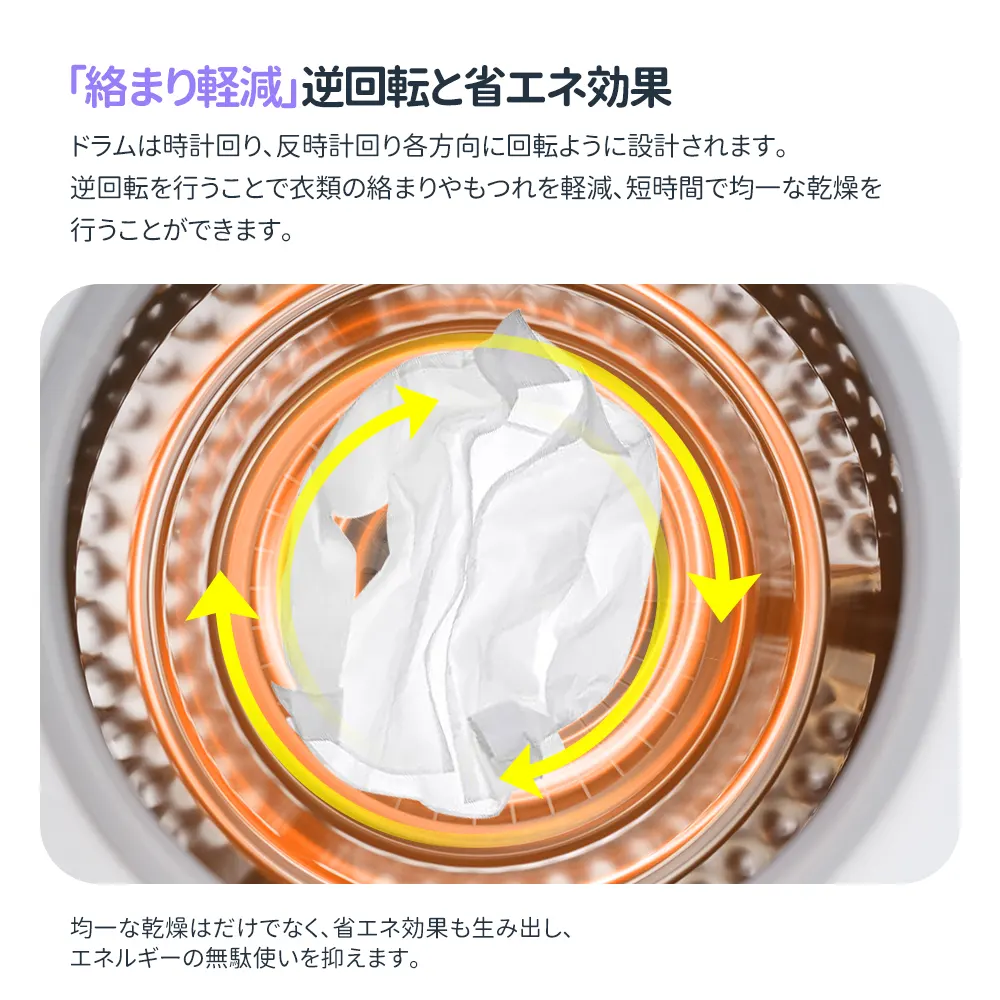 「絡まり軽減」逆回転と省エネ効果
ドラムは時計回り、反時計回り各方向に回転ように設計されます。
逆回転を行うことで衣類の絡まりやもつれを軽減、短時間で均一な乾燥を
行うことができます。
均一な乾燥はだけでなく、省エネ効果も生み出し、
エネルギーの無駄使いを抑えます。